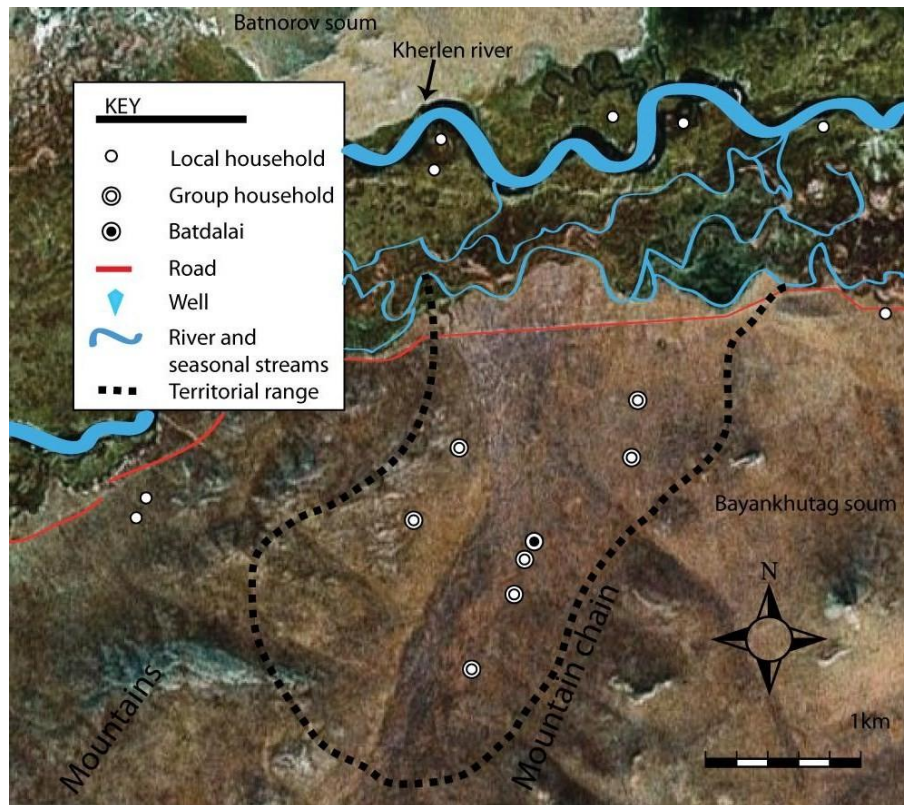 Batnorov soum
Kherlen river
KEY
Local household
Group household
Batdalai
Road
Well
River and
seasonal streams
Territorial range
Bayankhutag soum
N
Mountains
Mountain chain
1km